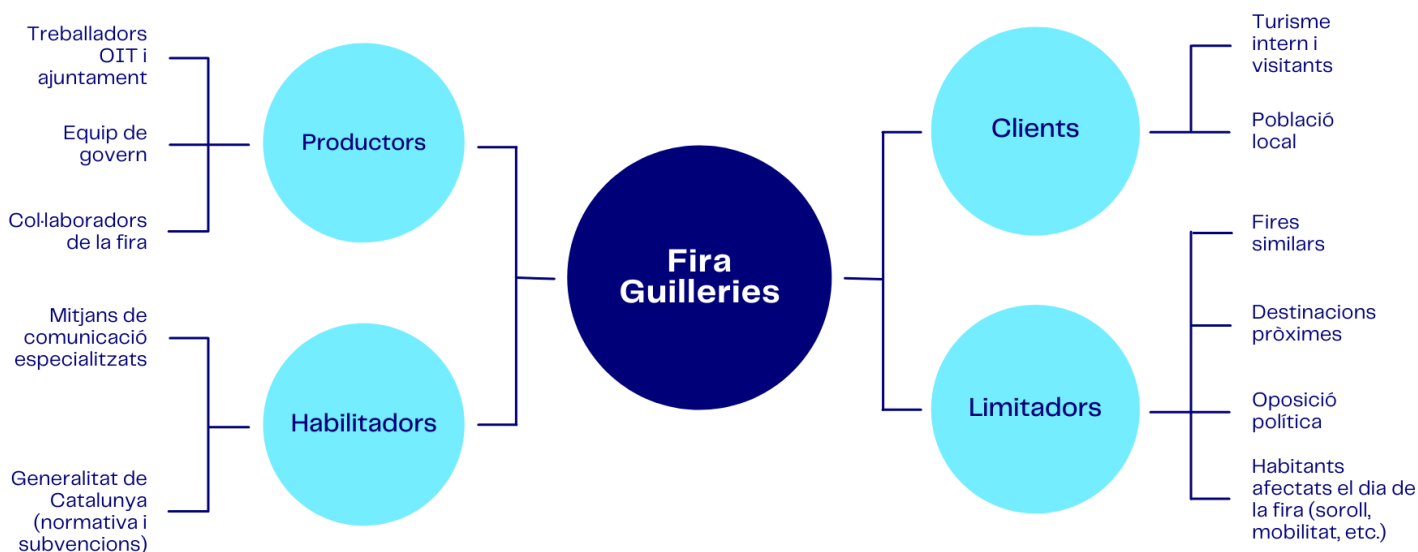 Treballadors
OIT i
ajuntament
Equip de
govern
Col·laboradors
de la fira
Productors
Mitjans de
comunicació
especialitzats
Generalitat de
Catalunya
(normativa i
subvencions)
Habilitadors
Fira
Guilleries
Clients
Turisme
intern i
visitants
Població
local
Limitadors
Fires
similars
Destinacions
pròximes
Oposició
política
Habitants
afectats el dia de
la fira (soroll,
mobilitat, etc.)